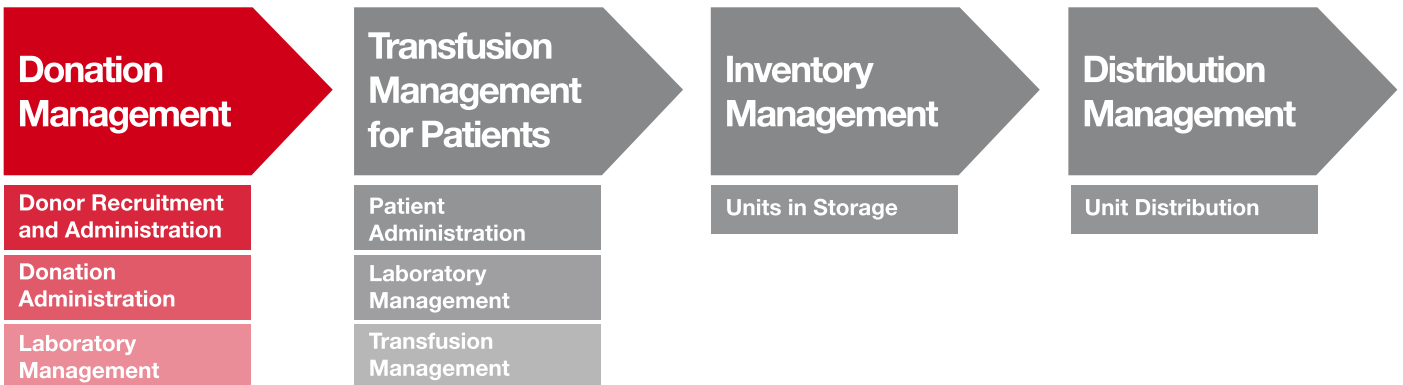 Donation
Management
Donor Recruitment
and Administration
Donation
Administration
Laboratory
Management
Transfusion
Management
for Patients
Patient
Administration
Laboratory
Management
Transfusion
Management
Inventory
Management
Units in Storage
Distribution
Management
Unit Distribution